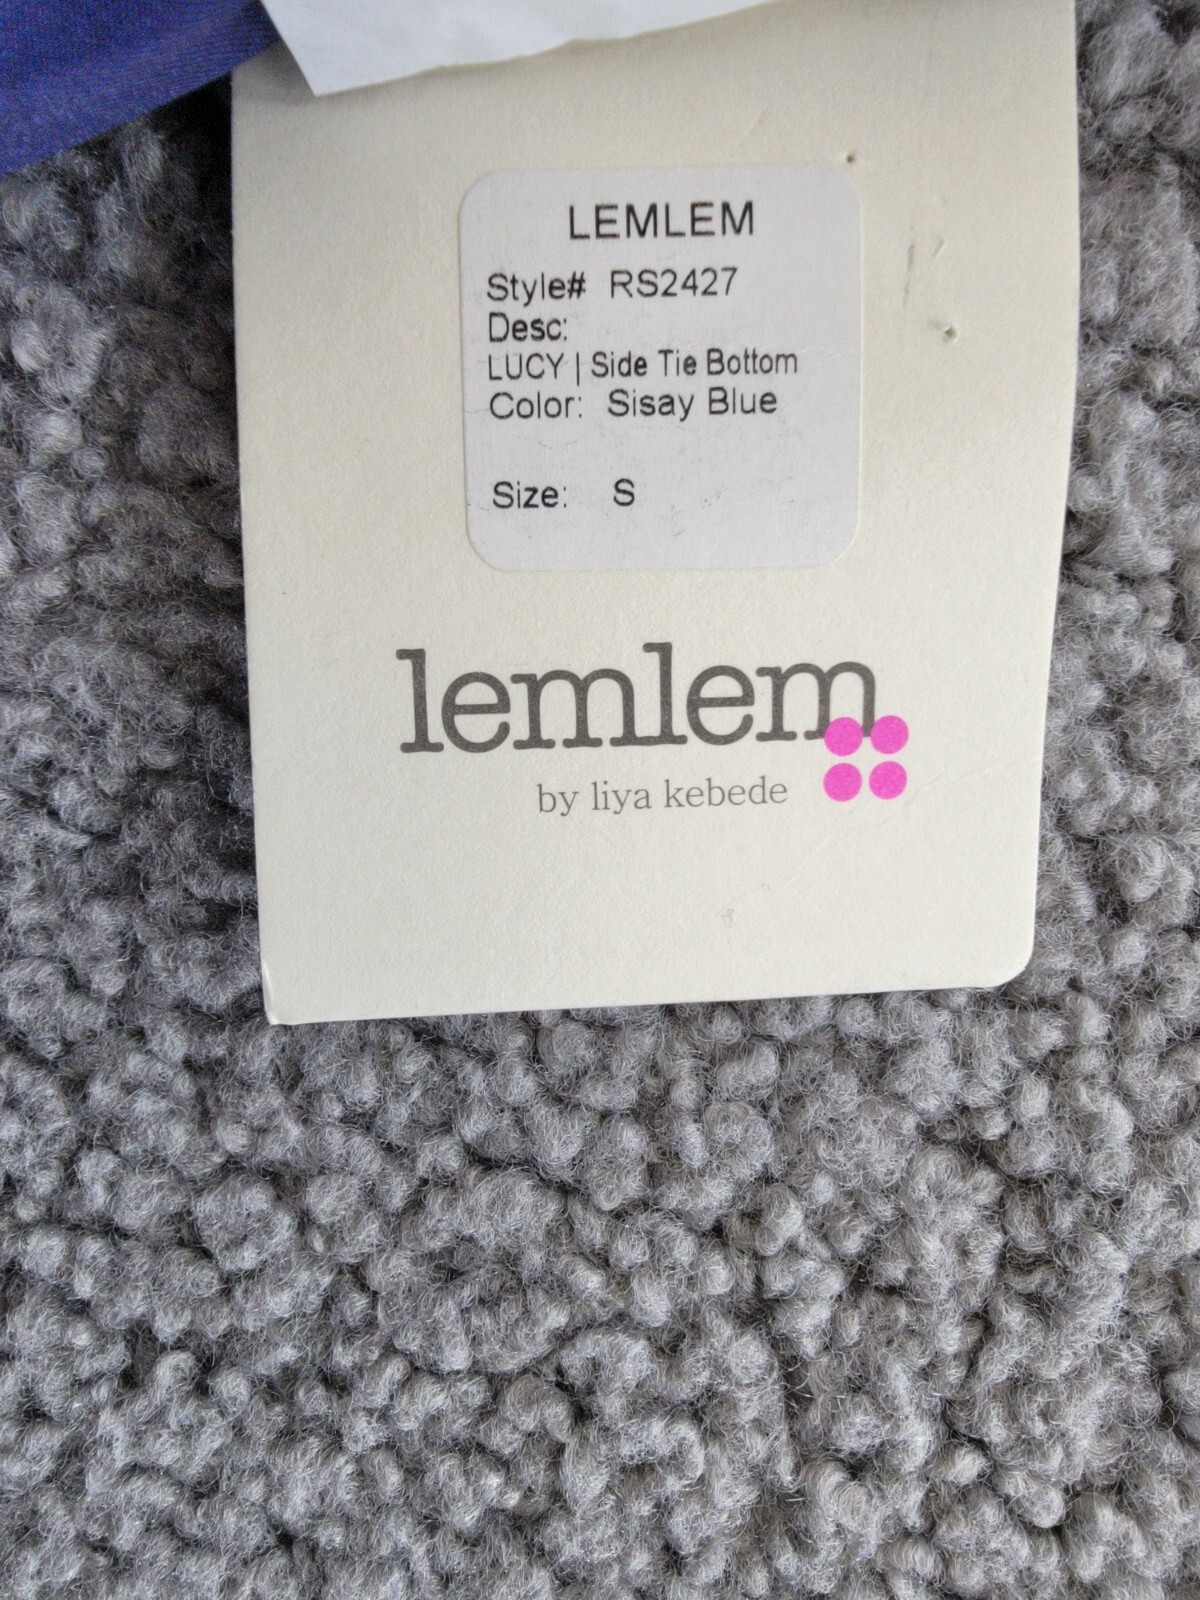 LEMLEM
Style# RS2427
Desc:
LUCY | Side Tie Bottom
Color: Sisay Blue
Size: S
lemlem
by liya kebede